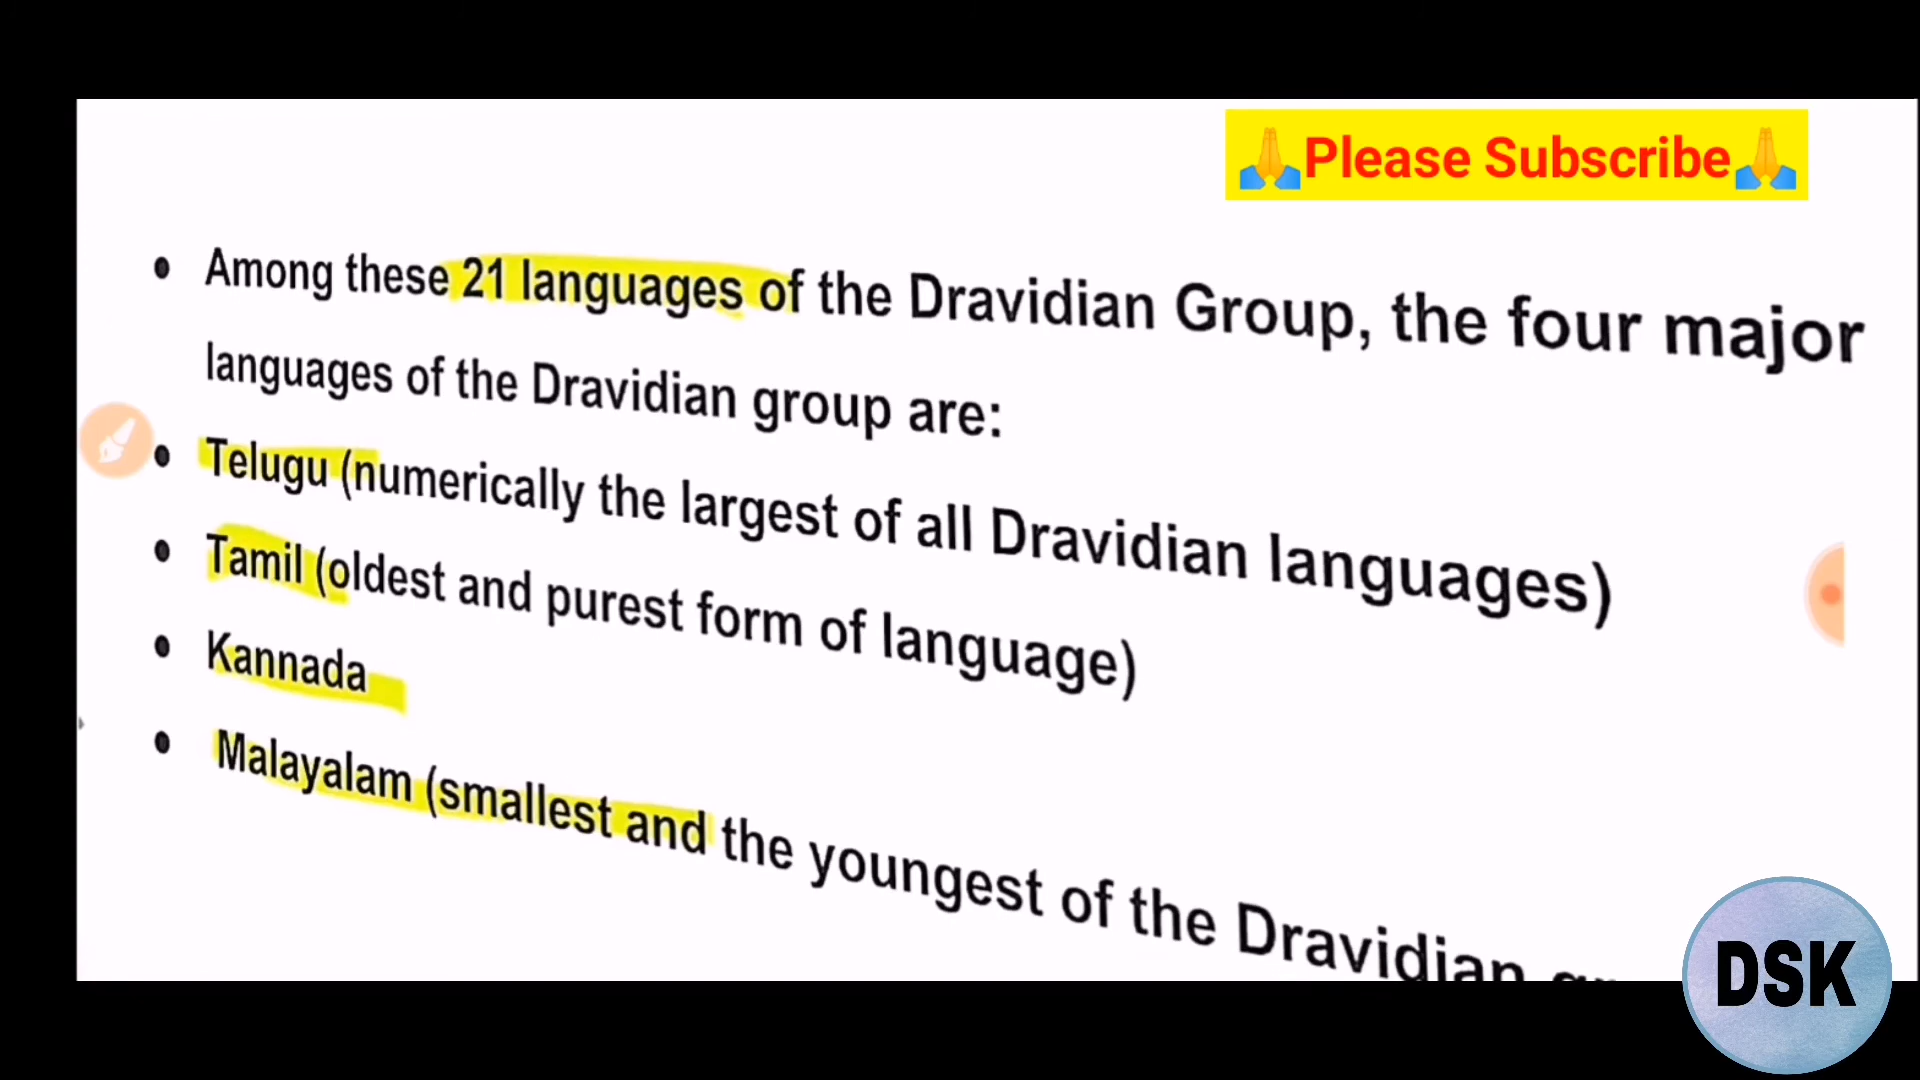 🙏Please Subscribe🙏
• Among these 21 languages of the Dravidian Group, the four major
languages of the Dravidian group are:
• Telugu (numerically the largest of all Dravidian languages)
• Tamil (oldest and purest form of language)
• Kannada
• Malayalam (smallest and the youngest of the Dravidian
DSK